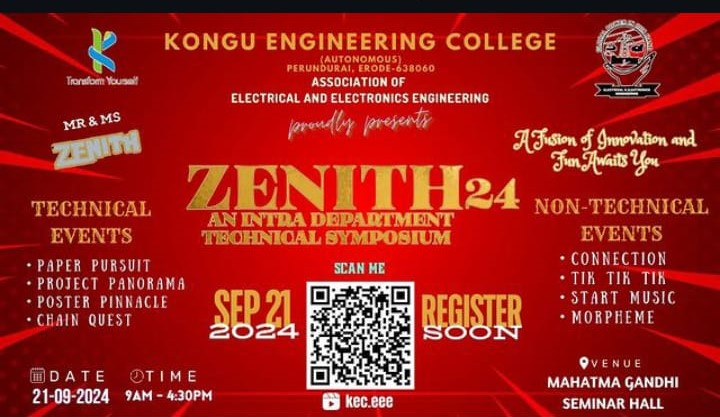 KONGU ENGINEERING COLLEGE
(AUTONOMOUS)
PERUNDURAI, ERODE-638060
ASSOCIATION OF
ELECTRICAL AND ELECTRONICS ENGINEERING
proudly presents
Transform Yourself
MR & MS
ZENITH
A Fusion of Innovation and
Fun Awaits You
ZENITH24
AN INTRA DEPARTMENT
TECHNICAL SYMPOSIUM
TECHNICAL
EVENTS
• PAPER PURSUIT
• PROJECT PANORAMA
• POSTER PINNACLE
• CHAIN QUEST
NON-TECHNICAL
EVENTS
• CONNECTION
• TIK TIK TIK
• START MUSIC
• MORPHEME
SCAN ME
SEP 21
2024
REGISTER
SOON
kec.eee
DATE
21-09-2024
TIME
9AM - 4:30PM
VENUE
MAHATMA GANDHI
SEMINAR HALL